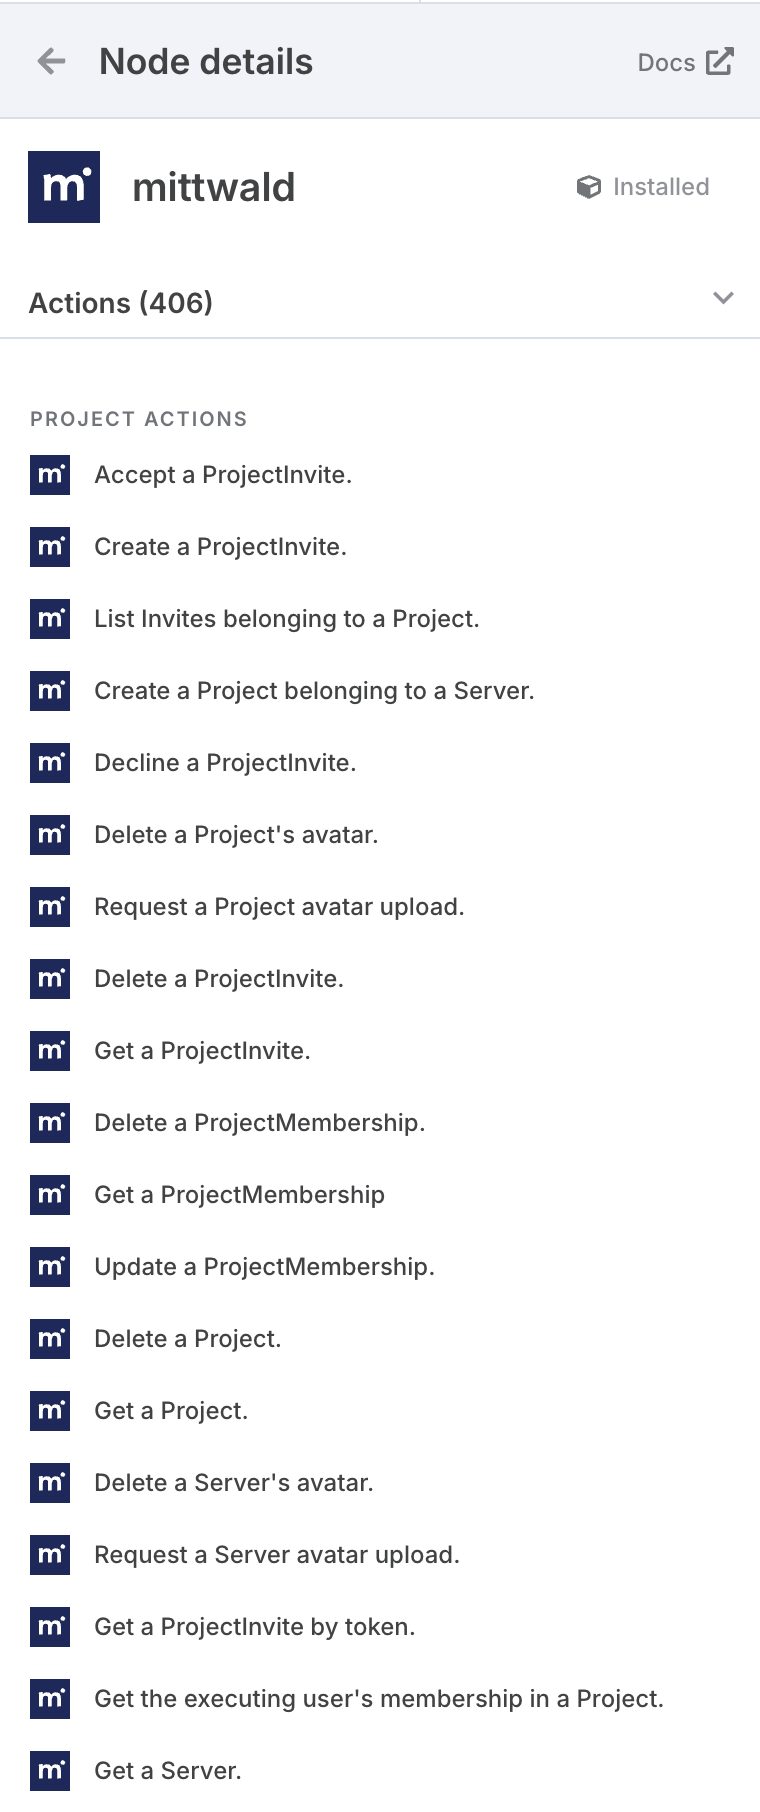 Node details
Docs
m
mittwald
Installed
Actions (406)
PROJECT ACTIONS
m Accept a ProjectInvite.
m Create a ProjectInvite.
m List Invites belonging to a Project.
m Create a Project belonging to a Server.
m Decline a ProjectInvite.
m Delete a Project's avatar.
m Request a Project avatar upload.
m Delete a ProjectInvite.
m Get a ProjectInvite.
m Delete a ProjectMembership.
m Get a ProjectMembership
m Update a ProjectMembership.
m Delete a Project.
m Get a Project.
m Delete a Server's avatar.
m Request a Server avatar upload.
m Get a ProjectInvite by token.
m Get the executing user's membership in a Project.
m Get a Server.